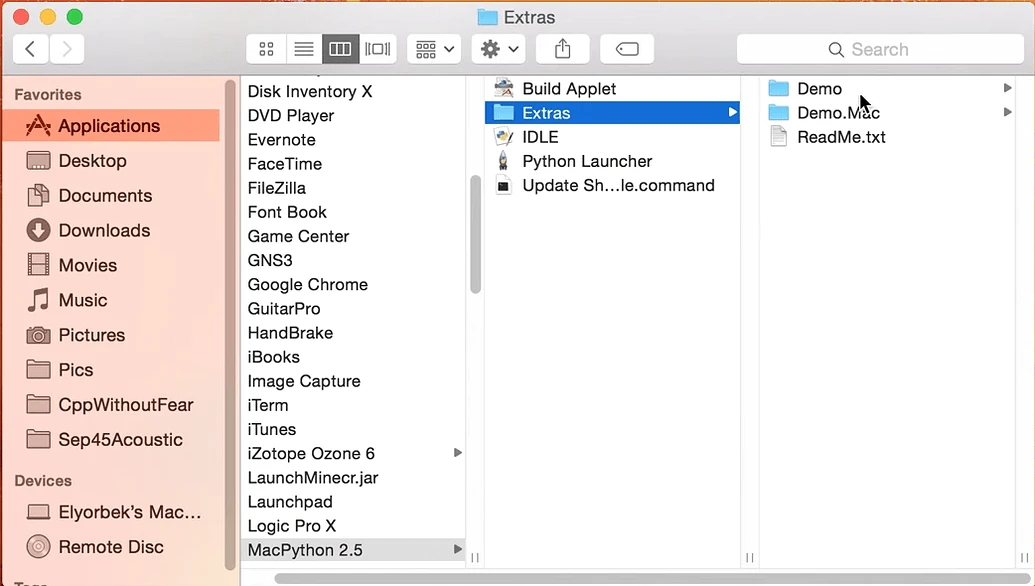 Extras
Search
Favorites
Applications
Desktop
Documents
Downloads
Movies
Music
Pictures
Pics
CppWithoutFear
Sep45Acoustic
Devices
Elyorbek's Mac...
Remote Disc
Disk Inventory X
DVD Player
Evernote
FaceTime
FileZilla
Font Book
Game Center
GNS3
Google Chrome
GuitarPro
HandBrake
iBooks
Image Capture
iTerm
iTunes
iZotope Ozone 6
LaunchMinecr.jar
Launchpad
Logic Pro X
MacPython 2.5
Build Applet
Extras
IDLE
Python Launcher
Update Sh...le.command
Demo
Demo.Mac
ReadMe.txt